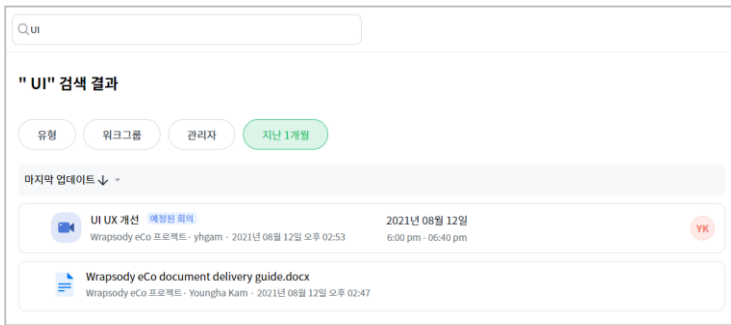 UI
" UI" 검색 결과
유형 워크그룹 관리자 지난 1개월
마지막 업데이트
UI UX 개선 예정된 회의 2021년 08월 12일
Wrapsody eCo 프로젝트 · yhgam · 2021년 08월 12일 오후 02:53 6:00 pm - 06:40 pm YK
Wrapsody eCo document delivery guide.docx
Wrapsody eCo 프로젝트 · Youngha Kam · 2021년 08월 12일 오후 02:47